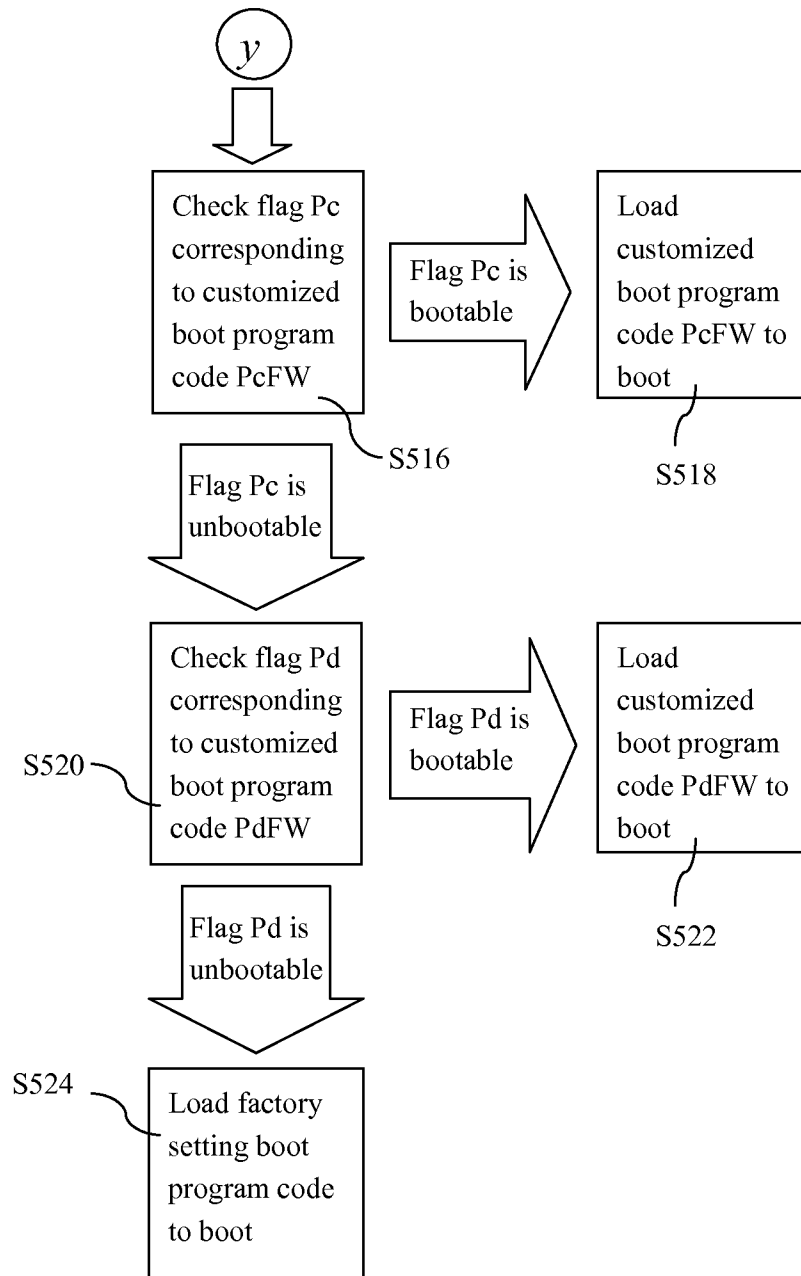 y
Check flag Pc
corresponding
to customized
boot program
code PcFW
S516
Flag Pc is
bootable
Load
customized
boot program
code PcFW to
boot
S518
Flag Pc is
unbootable
Check flag Pd
corresponding
to customized
boot program
code PdFW
S520
Flag Pd is
bootable
Load
customized
boot program
code PdFW to
boot
S522
Flag Pd is
unbootable
S524
Load factory
setting boot
program code
to boot